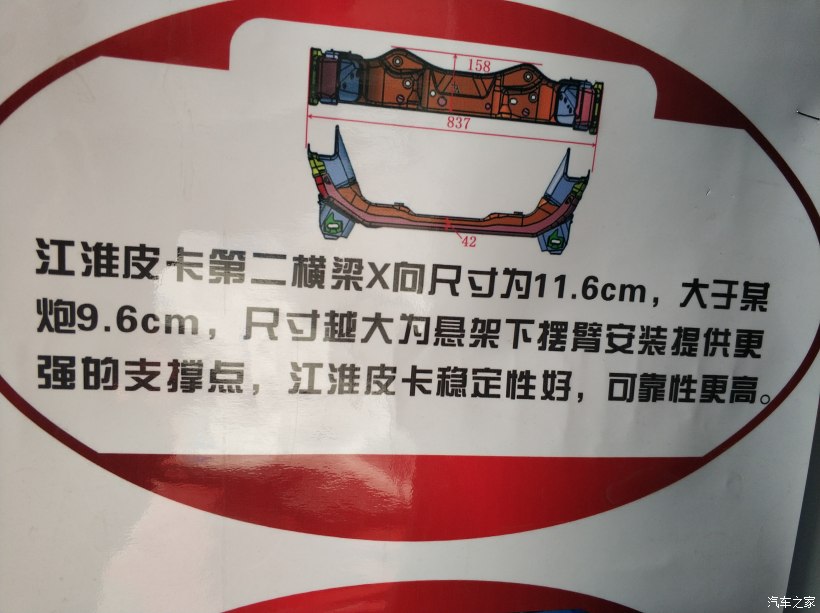 158
837
42
江淮皮卡第二横梁X向尺寸为11.6cm，大于某
炮9.6cm，尺寸越大为悬架下摆臂安装提供更
强的支撑点，江淮皮卡稳定性好，可靠性更高。
汽车之家